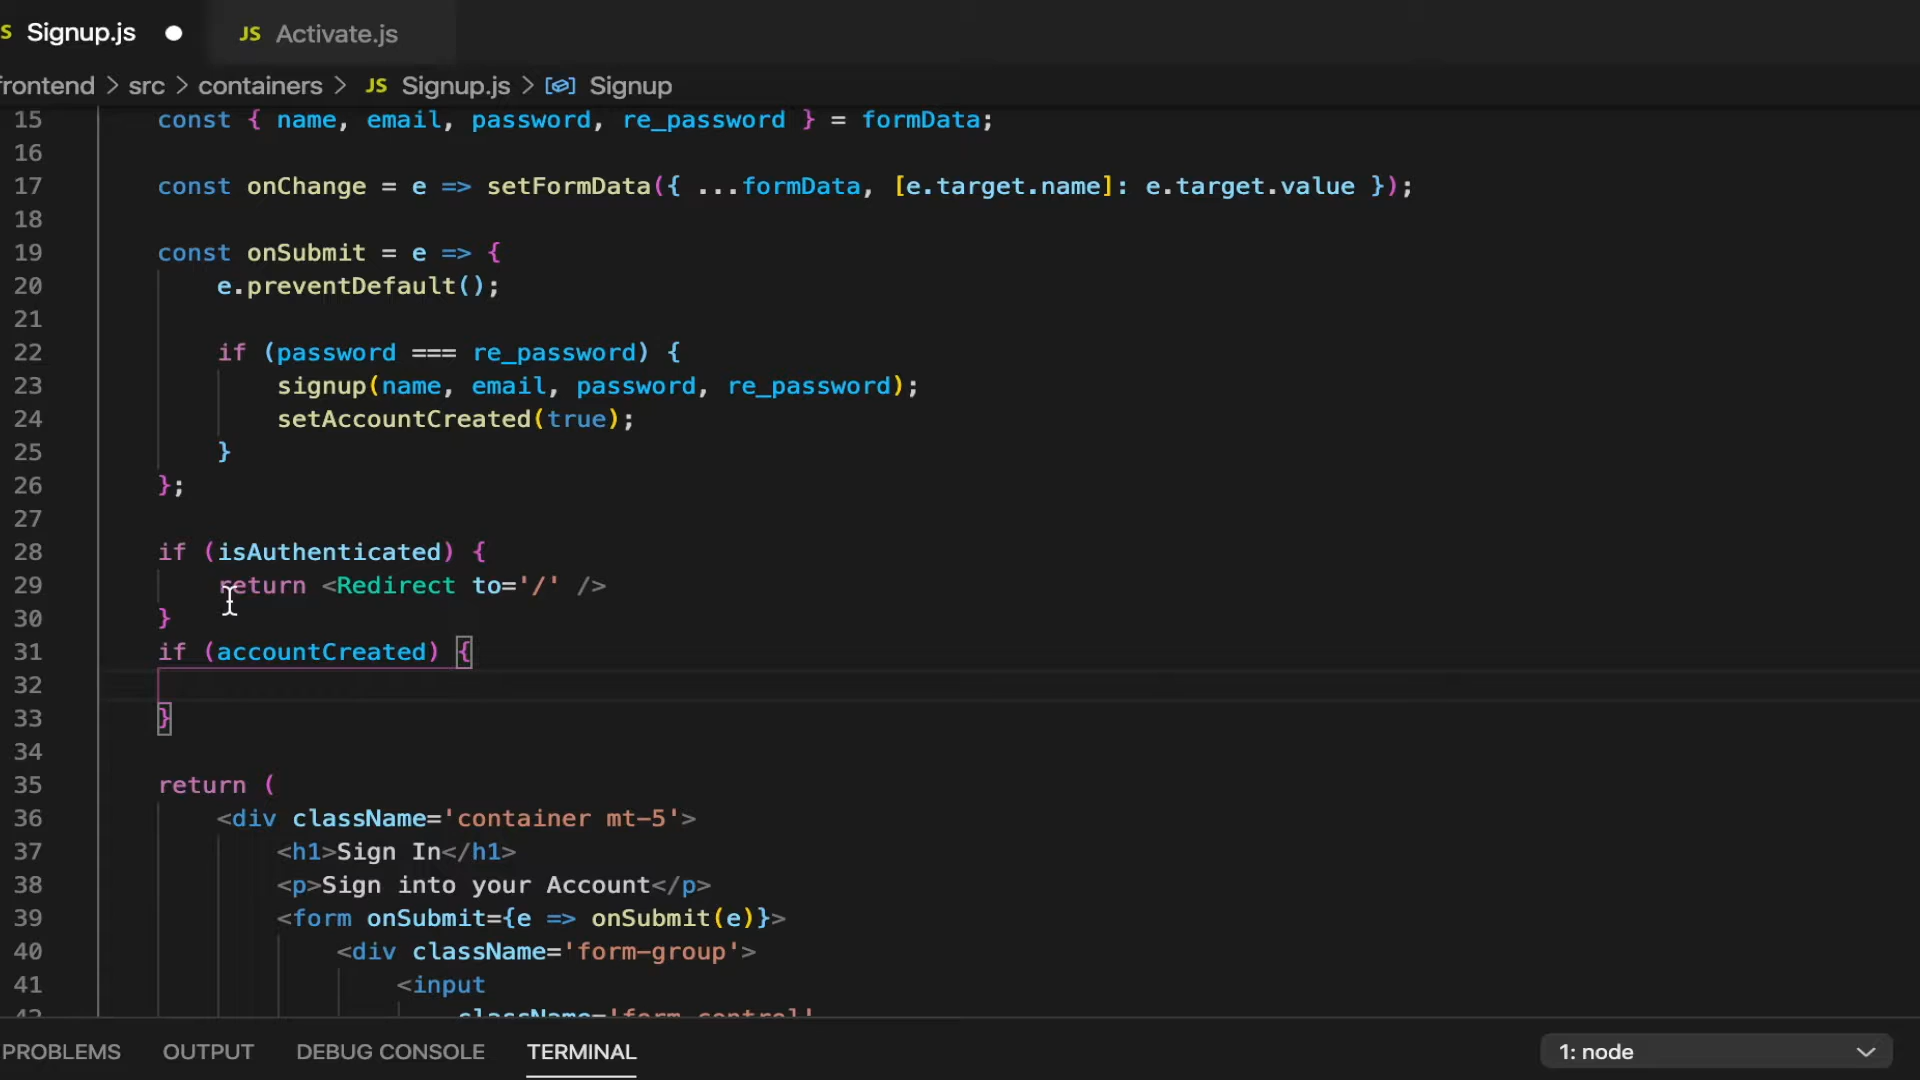 S Signup.js
JS Activate.js
rontend > src > containers > JS Signup.js > Signup
15 const { name, email, password, re_password } = formData;
16
17 const onChange = e => setFormData({ ...formData, [e.target.name]: e.target.value });
18
19 const onSubmit = e => {
20 e.preventDefault();
21
22 if (password === re_password) {
23 signup(name, email, password, re_password);
24 setAccountCreated(true);
25 }
26 };
27
28 if (isAuthenticated) {
29 return <Redirect to='/' />
30 }
31 if (accountCreated) {
32
33 }
34
35 return (
36 <div className='container mt-5'>
37 <h1>Sign In</h1>
38 <p>Sign into your Account</p>
39 <form onSubmit={e => onSubmit(e)}>
40 <div className='form-group'>
41 <input
42 className='form-control'
PROBLEMS OUTPUT DEBUG CONSOLE TERMINAL 1: node